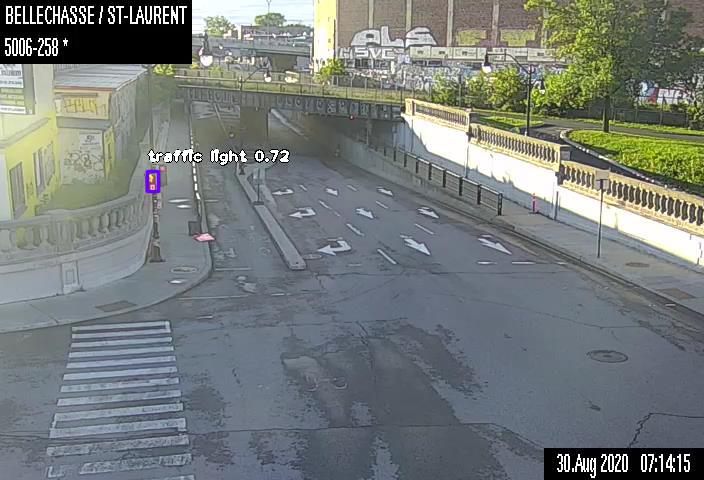 BELLECHASSE / ST-LAURENT
5006-258 *
traffic light 0.72
30.Aug 2020 07:14:15